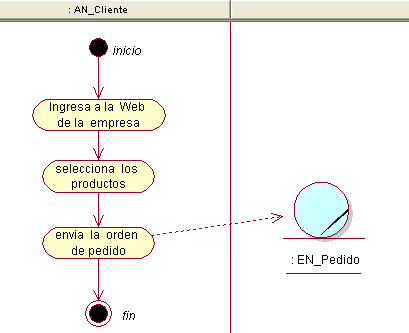 : AN_Cliente
inicio
Ingresa a la Web
de la empresa
selecciona los
productos
envia la orden
de pedido
: EN_Pedido
fin